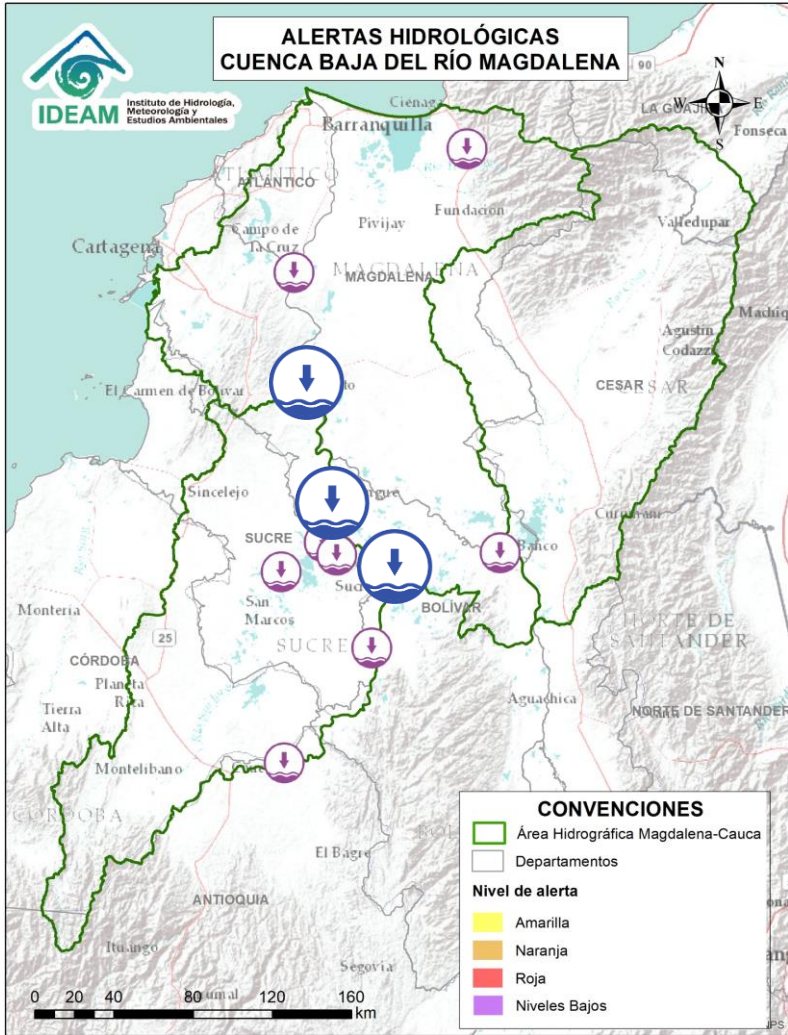 ALERTAS HIDROLÓGICAS
CUENCA BAJA DEL RÍO MAGDALENA
IDEAM
Instituto de Hidrología,
Meteorología y
Estudios Ambientales
N
W
E
S
90
LA GUAJIRA
Fonseca
Ciénaga
Barranquilla
ATLÁNTICO
ATLÁNTICO
Fundación
Valledupar
Pivijay
Campo de
la Cruz
Cartagena
MAGDALENA
MAGDALENA
Agustín
Codazzi
El Carmen de Bolívar
CESAR
CESAR
Sincelejo
Curumaní
SUCRE
Banco
San
Marcos
BOLÍVAR
Montería
SUCRE
NORTE DE
SANTANDER
25
CÓRDOBA
Planeta
Rica
Tierra
Alta
Aguachica
NORTE DE SANTANDER
Montelíbano
CÓRDOBA
El Bagre
ANTIOQUIA
Ituango
Segovia
0 10 20 40 80 120 160
km
CONVENCIONES
Área Hidrográfica Magdalena-Cauca
Departamentos
Nivel de alerta
Amarilla
Naranja
Roja
Niveles Bajos